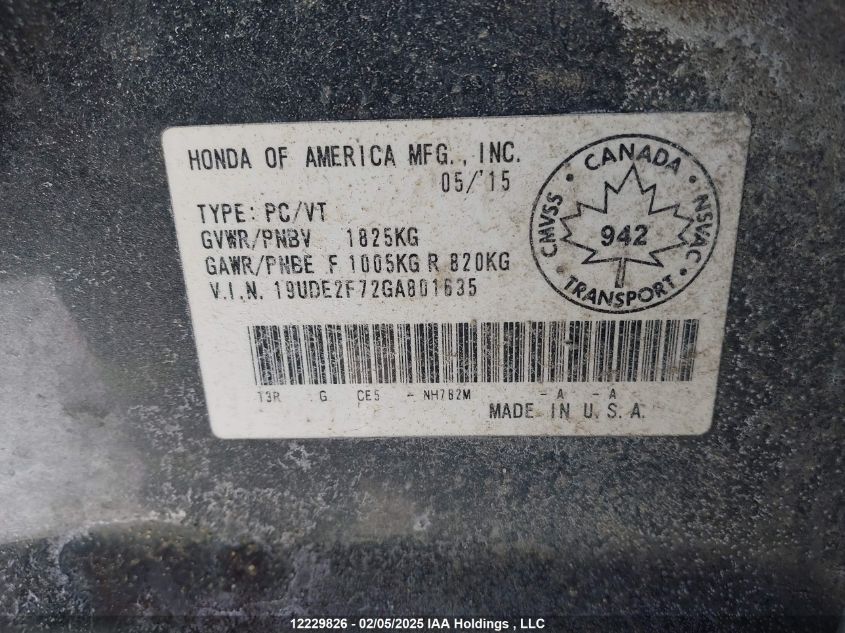 HONDA OF AMERICA MFG., INC.
05/'15
TYPE: PC/VT
GVWR/PNBV 1825KG
GAWR/PNBE F 1005KG R 820KG
V.I.N. 19UDE2F72GA801635
CANADA
CMVSS
942
NSVAC
TRANSPORT
T3R G CE5 - NH782M - A - A
MADE IN U.S.A.
12229826 - 02/05/2025 IAA Holdings , LLC